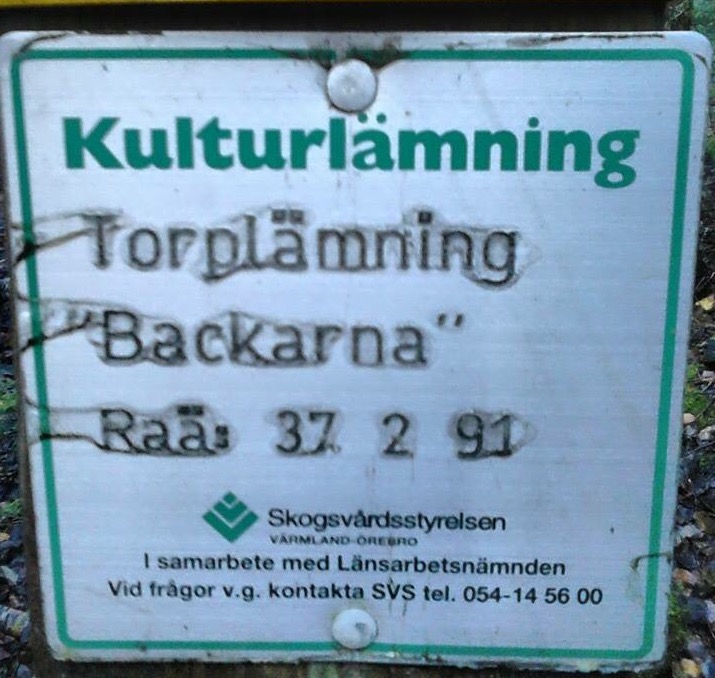 Kulturlämning
Torplämning
"Backarna"
Raä: 37 2 91
Skogsvårdsstyrelsen
VÄRMLAND-ÖREBRO
I samarbete med Länsarbetsnämnden
Vid frågor v.g. kontakta SVS tel. 054-14 56 00